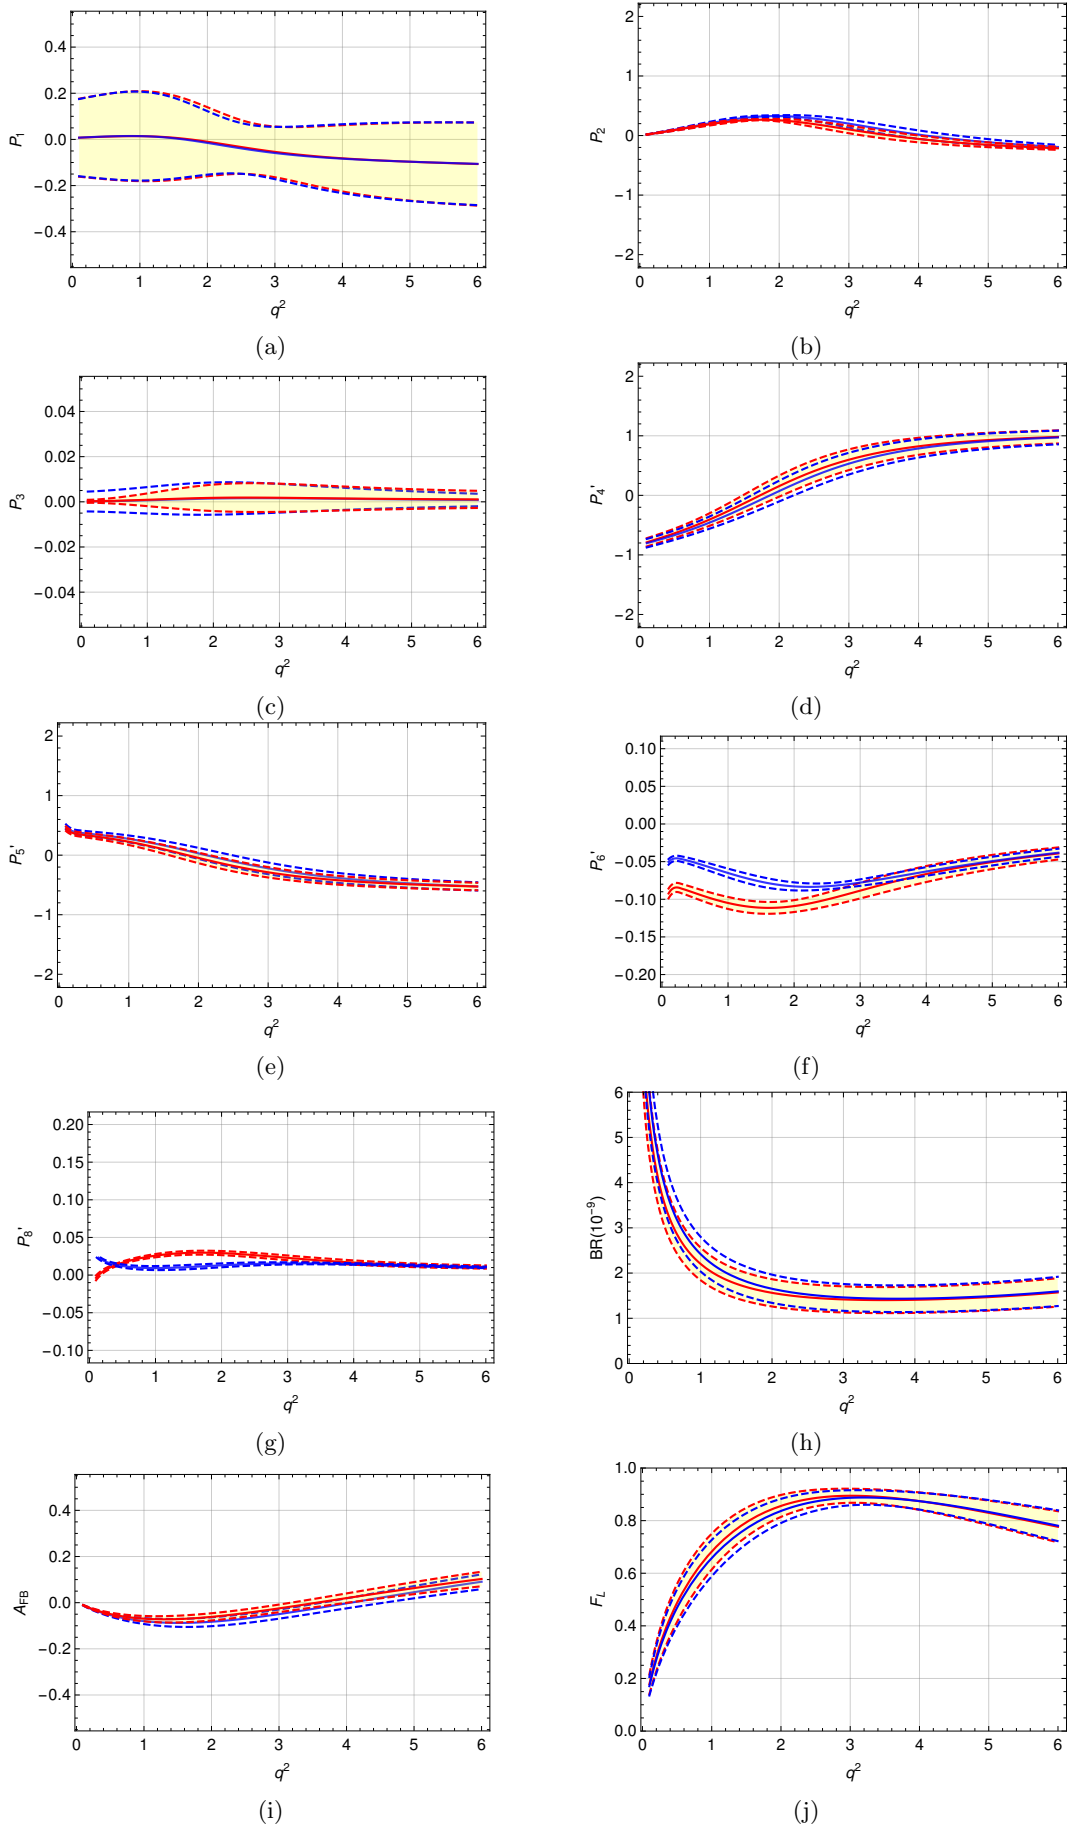 0.4
0.2
0.0
−0.2
−0.4
P1
0 1 2 3 4 5 6
q²
(a)
2
1
0
−1
−2
P2
0 1 2 3 4 5 6
q²
(b)
0.04
0.02
0.00
−0.02
−0.04
P3
0 1 2 3 4 5 6
q²
(c)
2
1
0
−1
−2
P4'
0 1 2 3 4 5 6
q²
(d)
2
1
0
−1
−2
P5'
0 1 2 3 4 5 6
q²
(e)
0.10
0.05
0.00
−0.05
−0.10
−0.15
−0.20
P6'
0 1 2 3 4 5 6
q²
(f)
0.20
0.15
0.10
0.05
0.00
−0.05
−0.10
P8'
0 1 2 3 4 5 6
q²
(g)
6
5
4
3
2
1
0
BR(10⁻⁹)
0 1 2 3 4 5 6
q²
(h)
0.4
0.2
0.0
−0.2
−0.4
AFB
0 1 2 3 4 5 6
q²
(i)
1.0
0.8
0.6
0.4
0.2
0.0
FL
0 1 2 3 4 5 6
q²
(j)